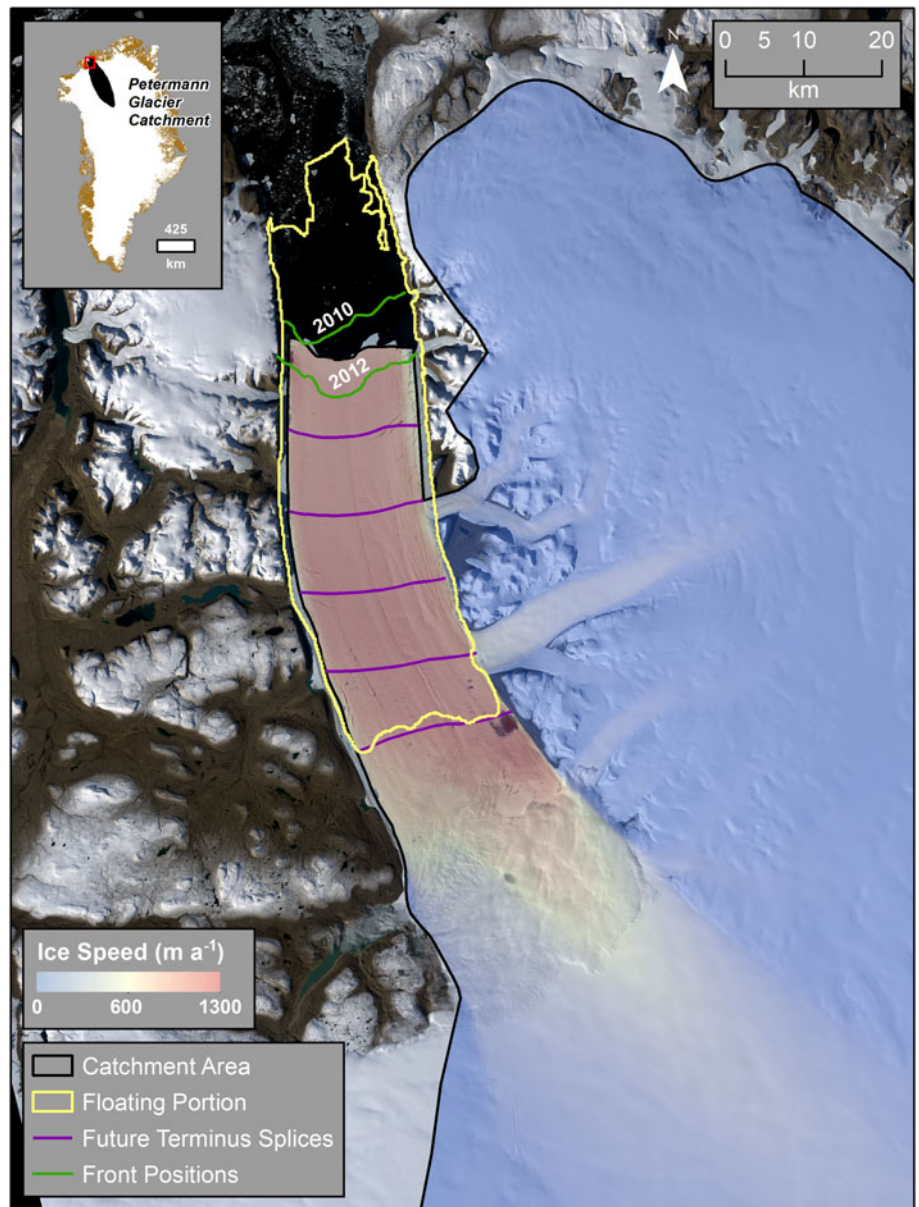 Petermann
Glacier
Catchment
425
km
N
0 5 10 20
km
2010
2012
Ice Speed (m a⁻¹)
0 600 1300
Catchment Area
Floating Portion
Future Terminus Splices
Front Positions